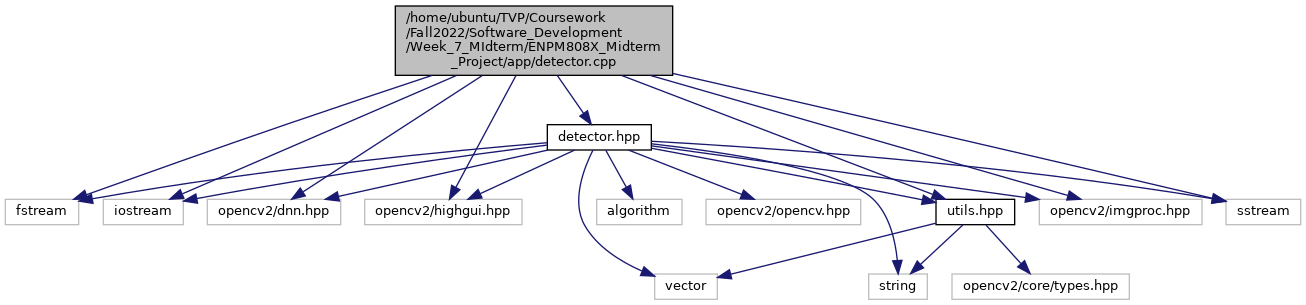 /home/ubuntu/TVP/Coursework
/Fall2022/Software_Development
/Week_7_MIdterm/ENPM808X_Midterm
_Project/app/detector.cpp
detector.hpp
fstream
iostream
opencv2/dnn.hpp
opencv2/highgui.hpp
algorithm
opencv2/opencv.hpp
utils.hpp
opencv2/imgproc.hpp
sstream
vector
string
opencv2/core/types.hpp